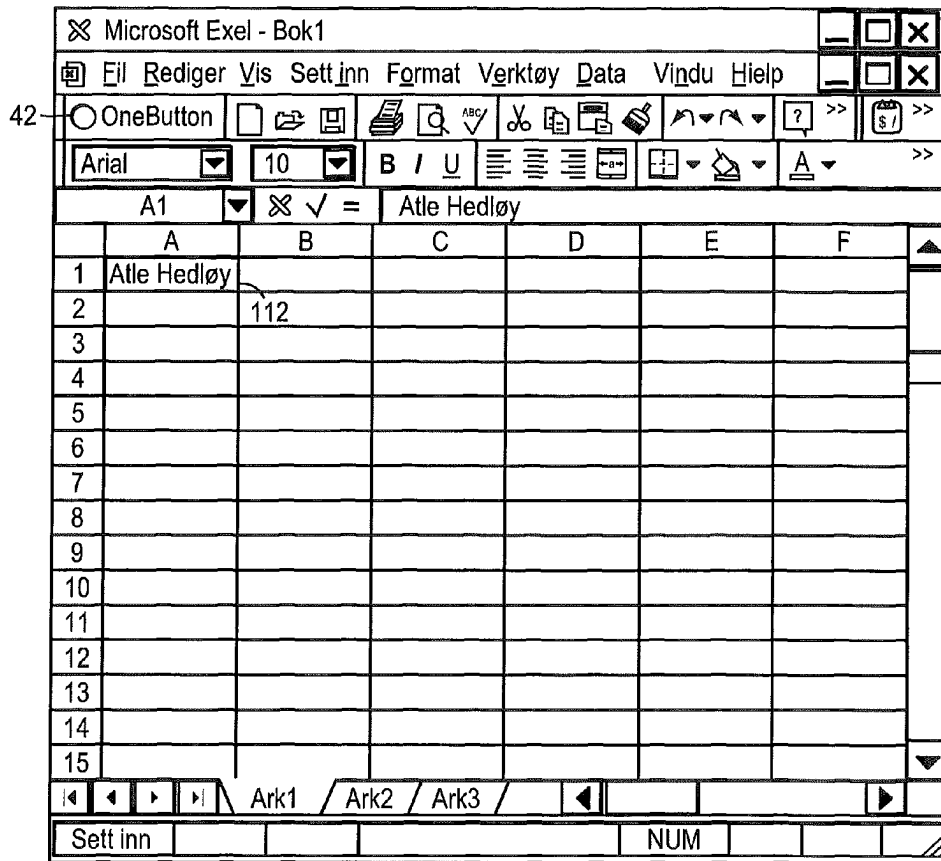 Microsoft Exel - Bok1
Fil Rediger Vis Sett inn Format Verktøy Data Vindu Hielp
42 OneButton ABC ? >> $ / >>
Arial 10 B I U a A >>
A1 = Atle Hedløy
A B C D E F
1 Atle Hedløy
2 112
3
4
5
6
7
8
9
10
11
12
13
14
15
Ark1 Ark2 Ark3
Sett inn NUM